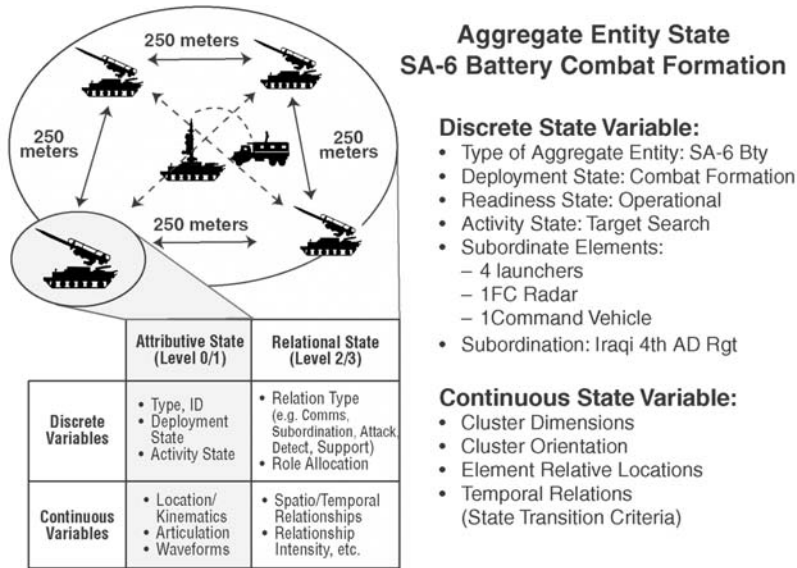 250 meters
250
meters
250
meters
250 meters
Attributive State
(Level 0/1)
Relational State
(Level 2/3)
Discrete
Variables
• Type, ID
• Deployment
State
• Activity State
• Relation Type
(e.g. Comms,
Subordination, Attack,
Detect, Support)
• Role Allocation
Continuous
Variables
• Location/
Kinematics
• Articulation
• Waveforms
• Spatio/Temporal
Relationships
• Relationship
Intensity, etc.
Aggregate Entity State
SA-6 Battery Combat Formation
Discrete State Variable:
• Type of Aggregate Entity: SA-6 Bty
• Deployment State: Combat Formation
• Readiness State: Operational
• Activity State: Target Search
• Subordinate Elements:
– 4 launchers
– 1FC Radar
– 1Command Vehicle
• Subordination: Iraqi 4th AD Rgt
Continuous State Variable:
• Cluster Dimensions
• Cluster Orientation
• Element Relative Locations
• Temporal Relations
(State Transition Criteria)